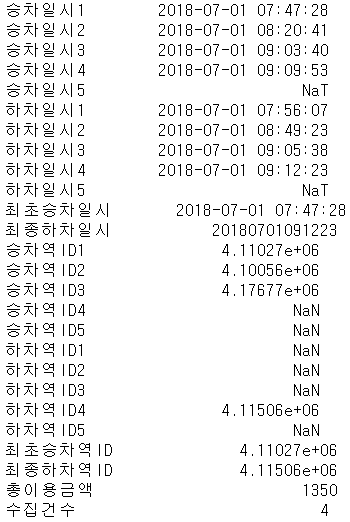 승차일시1 2018-07-01 07:47:28
승차일시2 2018-07-01 08:20:41
승차일시3 2018-07-01 09:03:40
승차일시4 2018-07-01 09:09:53
승차일시5 NaT
하차일시1 2018-07-01 07:56:07
하차일시2 2018-07-01 08:49:23
하차일시3 2018-07-01 09:05:38
하차일시4 2018-07-01 09:12:23
하차일시5 NaT
최초승차일시 2018-07-01 07:47:28
최종하차일시 20180701091223
승차역ID1 4.11027e+06
승차역ID2 4.10056e+06
승차역ID3 4.17677e+06
승차역ID4 NaN
승차역ID5 NaN
하차역ID1 NaN
하차역ID2 NaN
하차역ID3 NaN
하차역ID4 4.11506e+06
하차역ID5 NaN
최초승차역ID 4.11027e+06
최종하차역ID 4.11506e+06
총이용금액 1350
수집건수 4